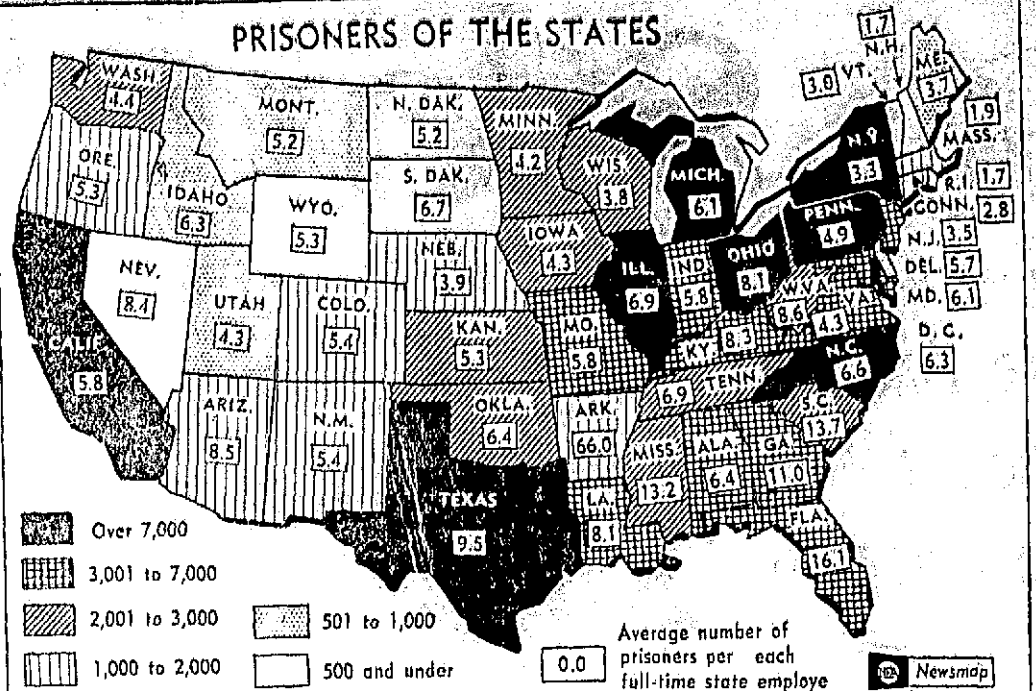 PRISONERS OF THE STATES
WASH.
4.4
ORE.
5.3
CALIF.
5.8
NEV.
8.4
IDAHO
6.3
MONT.
5.2
WYO.
5.3
UTAH
4.3
COLO.
5.4
ARIZ.
8.5
N.M.
5.4
N. DAK.
5.2
S. DAK.
6.7
NEB.
3.9
KAN.
5.3
OKLA.
6.4
TEXAS
9.5
MINN.
4.2
IOWA
4.3
MO.
5.8
ARK.
66.0
LA.
8.1
WIS.
3.8
ILL.
6.9
MICH.
6.1
IND.
5.8
OHIO
8.1
KY.
8.3
6.9 TENN.
MISS.
13.2
ALA.
6.4
GA.
11.0
FLA.
16.1
S.C.
13.7
N.C.
6.6
W.VA.
8.6
VA.
4.3
PENN.
4.9
N.Y.
3.3
1.7
N.H.
3.0 VT.
ME.
3.7
1.9
MASS.
R.I. 1.7
CONN. 2.8
N.J. 3.5
DEL. 5.7
MD. 6.1
D.C.
6.3
Over 7,000
3,001 to 7,000
2,001 to 3,000
1,000 to 2,000
501 to 1,000
500 and under
0.0
Average number of
prisoners per each
full-time state employe
NEA Newsmap